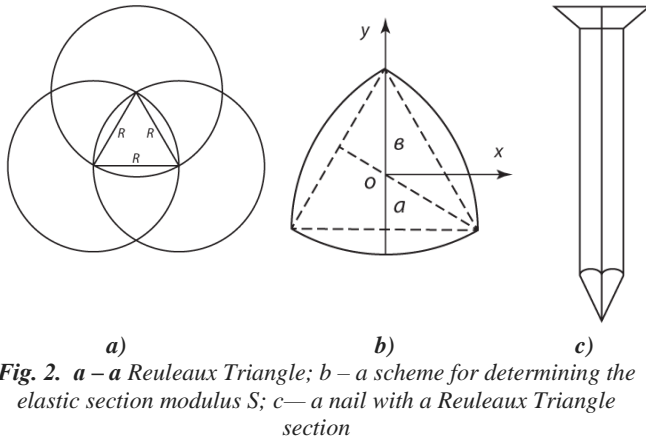 R
R
R
y
в
x
o
a
a)
b)
c)
Fig. 2. a – a Reuleaux Triangle; b – a scheme for determining the
elastic section modulus S; c— a nail with a Reuleaux Triangle
section